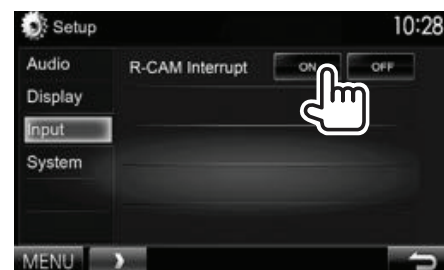 Setup 10:28
Audio
R-CAM Interrupt ON OFF
Display
Input
System
MENU